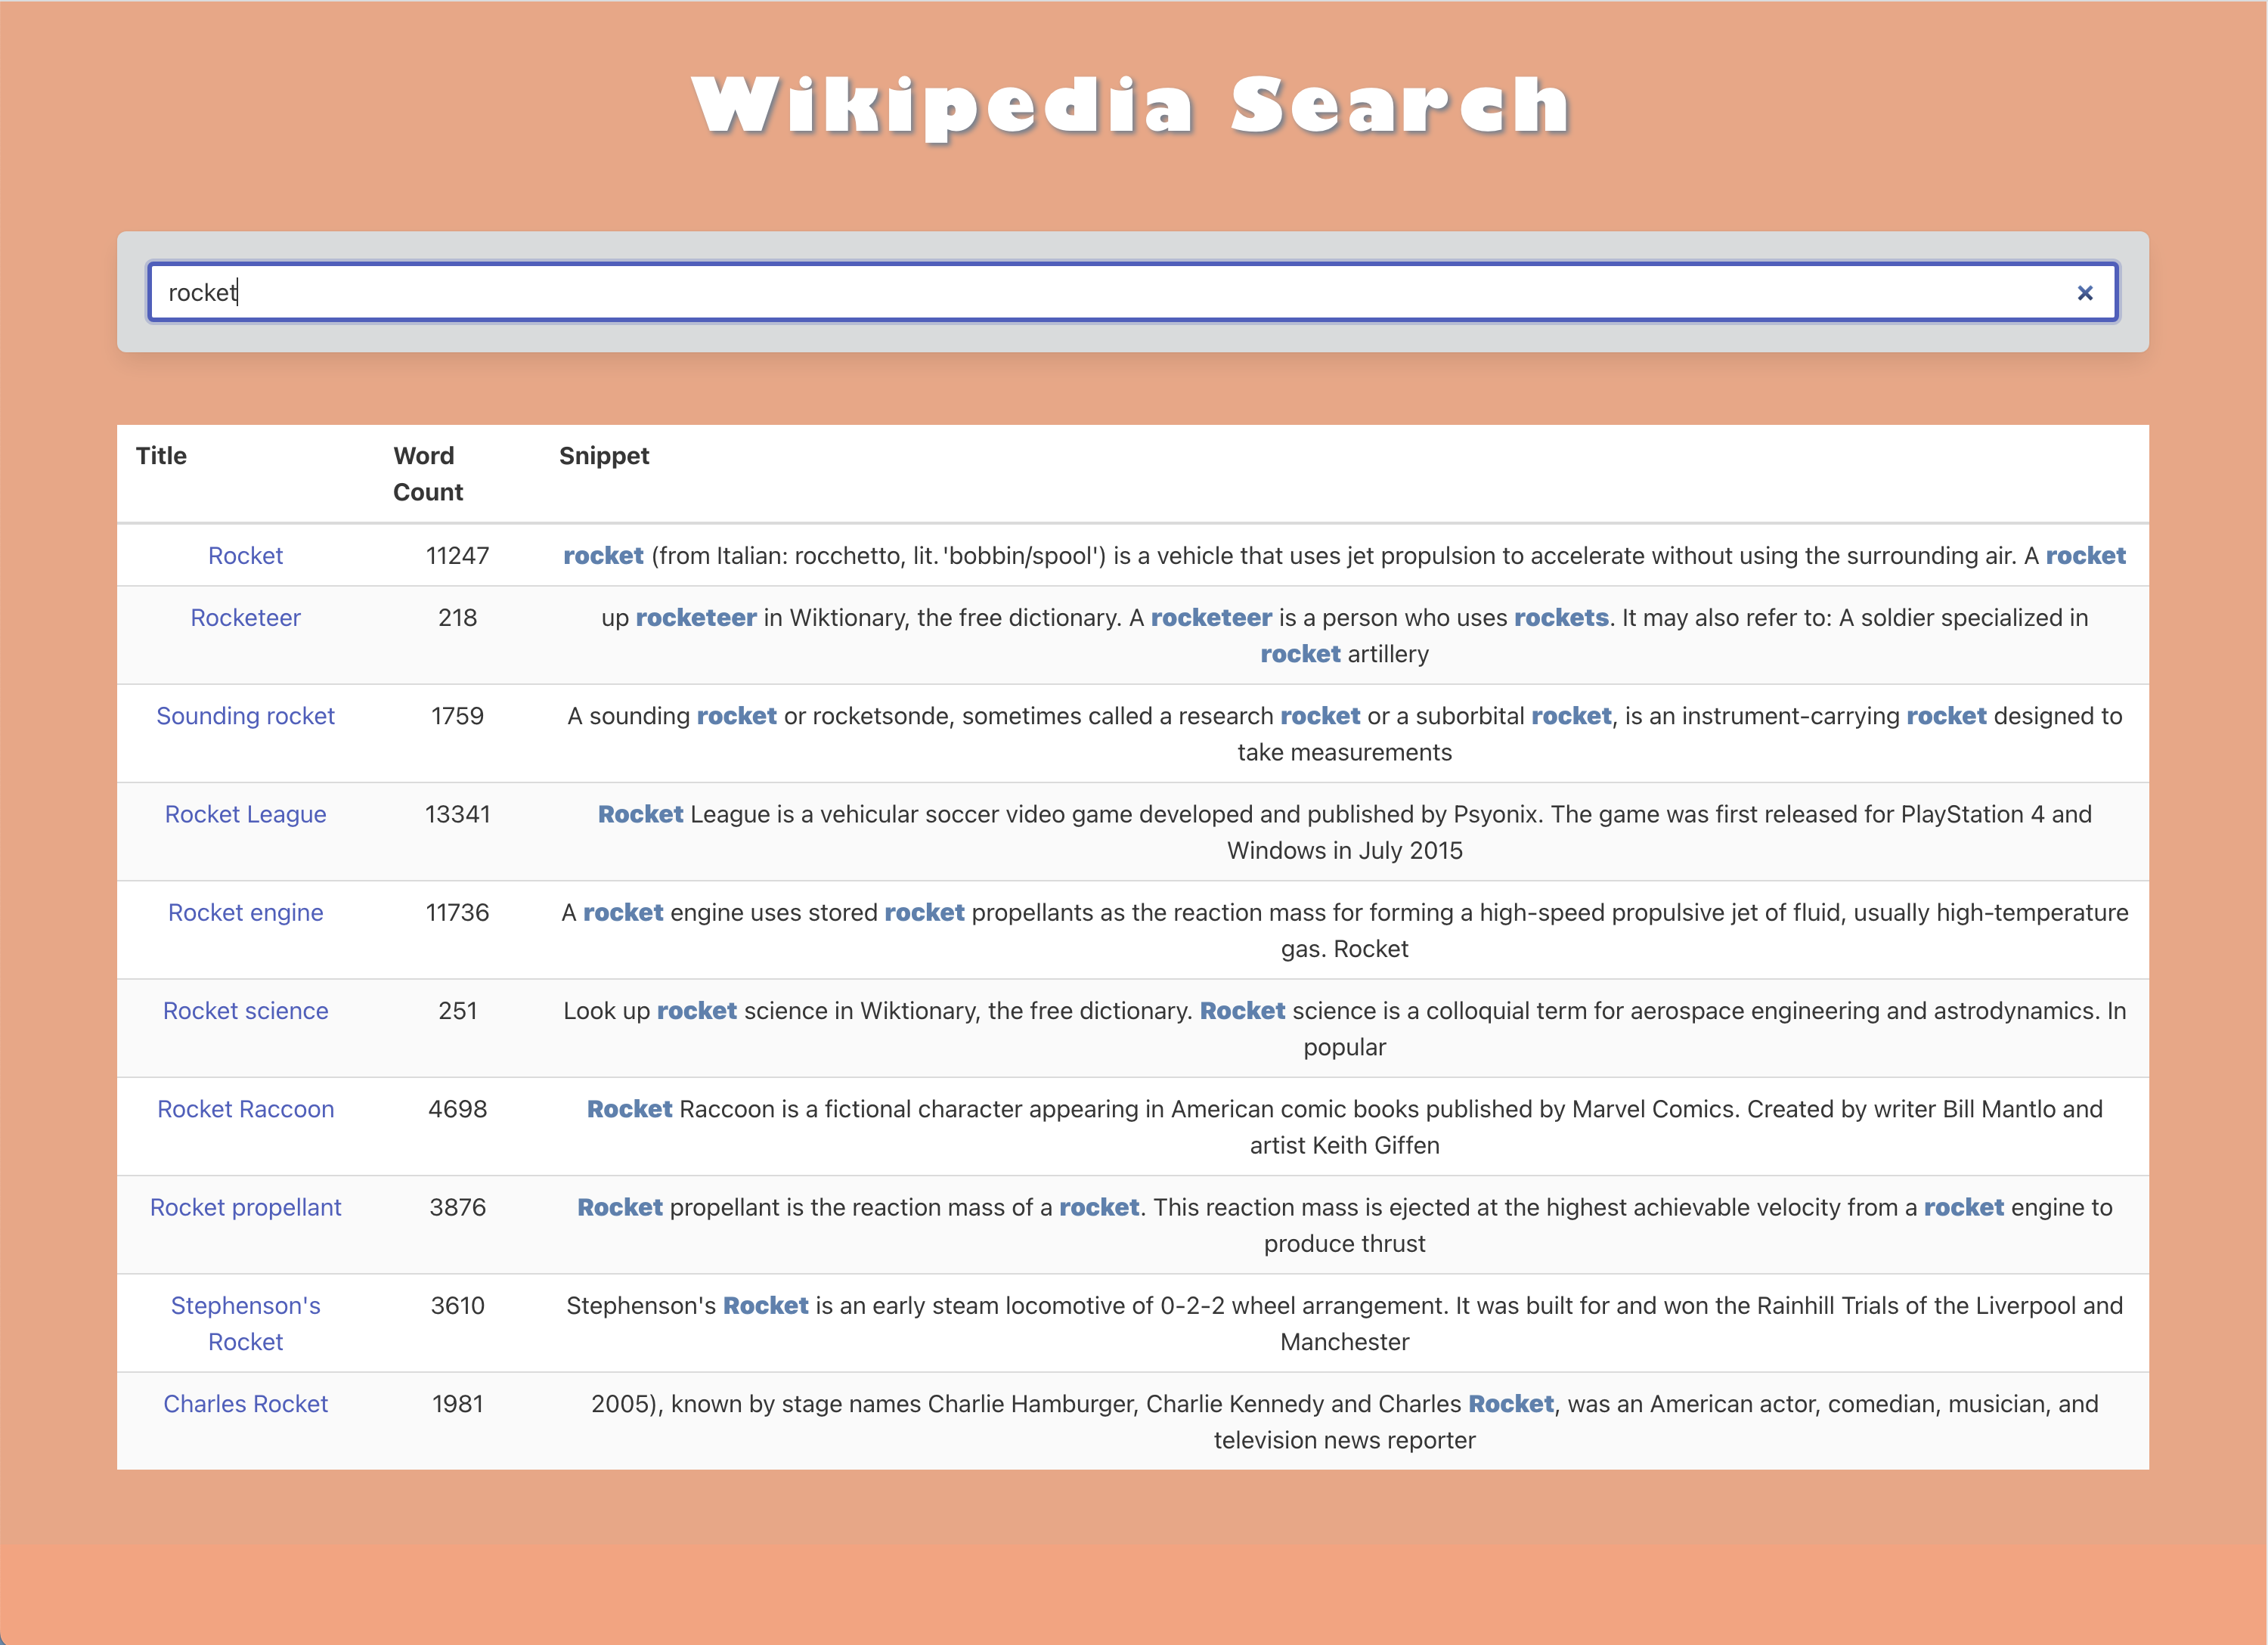 Wikipedia Search
rocket
×
Title Word Count Snippet
Rocket 11247 rocket (from Italian: rocchetto, lit. 'bobbin/spool') is a vehicle that uses jet propulsion to accelerate without using the surrounding air. A rocket
Rocketeer 218 up rocketeer in Wiktionary, the free dictionary. A rocketeer is a person who uses rockets. It may also refer to: A soldier specialized in
rocket artillery
Sounding rocket 1759 A sounding rocket or rocketsonde, sometimes called a research rocket or a suborbital rocket, is an instrument-carrying rocket designed to
take measurements
Rocket League 13341 Rocket League is a vehicular soccer video game developed and published by Psyonix. The game was first released for PlayStation 4 and
Windows in July 2015
Rocket engine 11736 A rocket engine uses stored rocket propellants as the reaction mass for forming a high-speed propulsive jet of fluid, usually high-temperature
gas. Rocket
Rocket science 251 Look up rocket science in Wiktionary, the free dictionary. Rocket science is a colloquial term for aerospace engineering and astrodynamics. In
popular
Rocket Raccoon 4698 Rocket Raccoon is a fictional character appearing in American comic books published by Marvel Comics. Created by writer Bill Mantlo and
artist Keith Giffen
Rocket propellant 3876 Rocket propellant is the reaction mass of a rocket. This reaction mass is ejected at the highest achievable velocity from a rocket engine to
produce thrust
Stephenson's Rocket 3610 Stephenson's Rocket is an early steam locomotive of 0-2-2 wheel arrangement. It was built for and won the Rainhill Trials of the Liverpool and
Manchester
Charles Rocket 1981 2005), known by stage names Charlie Hamburger, Charlie Kennedy and Charles Rocket, was an American actor, comedian, musician, and
television news reporter